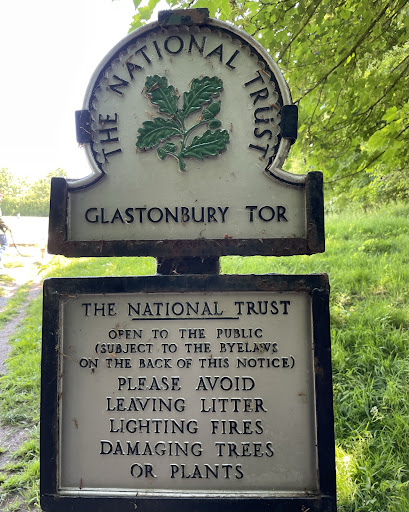 THE NATIONAL TRUST
GLASTONBURY TOR
THE NATIONAL TRUST
OPEN TO THE PUBLIC
(SUBJECT TO THE BYELAWS
ON THE BACK OF THIS NOTICE)
PLEASE AVOID
LEAVING LITTER
LIGHTING FIRES
DAMAGING TREES
OR PLANTS